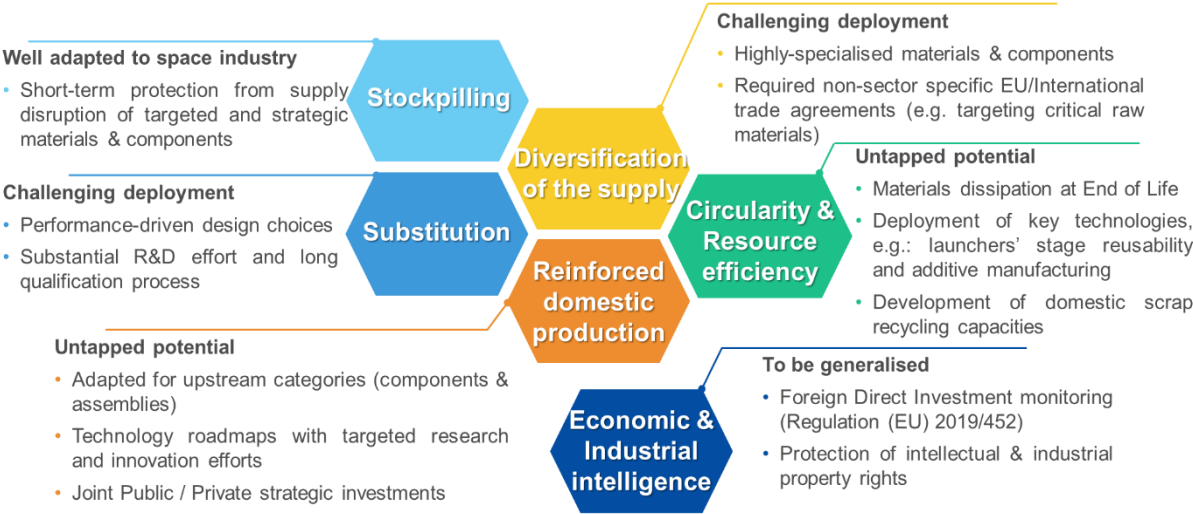 Well adapted to space industry
• Short-term protection from supply
disruption of targeted and strategic
materials & components
Stockpilling
Challenging deployment
• Highly-specialised materials & components
• Required non-sector specific EU/International
trade agreements (e.g. targeting critical raw
materials)
Diversification
of the supply
Challenging deployment
• Performance-driven design choices
• Substantial R&D effort and long
qualification process
Substitution
Untapped potential
• Materials dissipation at End of Life
• Deployment of key technologies,
e.g.: launchers’ stage reusability
and additive manufacturing
• Development of domestic scrap
recycling capacities
Circularity &
Resource
efficiency
Reinforced
domestic
production
Untapped potential
• Adapted for upstream categories (components &
assemblies)
• Technology roadmaps with targeted research
and innovation efforts
• Joint Public / Private strategic investments
Economic &
Industrial
intelligence
To be generalised
• Foreign Direct Investment monitoring
(Regulation (EU) 2019/452)
• Protection of intellectual & industrial
property rights